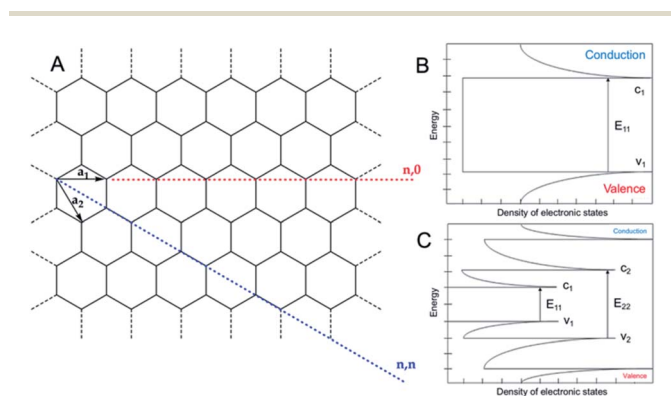 A
a1
a2
n,0
n,n
B
Conduction
c1
E11
v1
Valence
Energy
Density of electronic states
C
Conduction
c2
c1
E11
E22
v1
v2
Valence
Energy
Density of electronic states